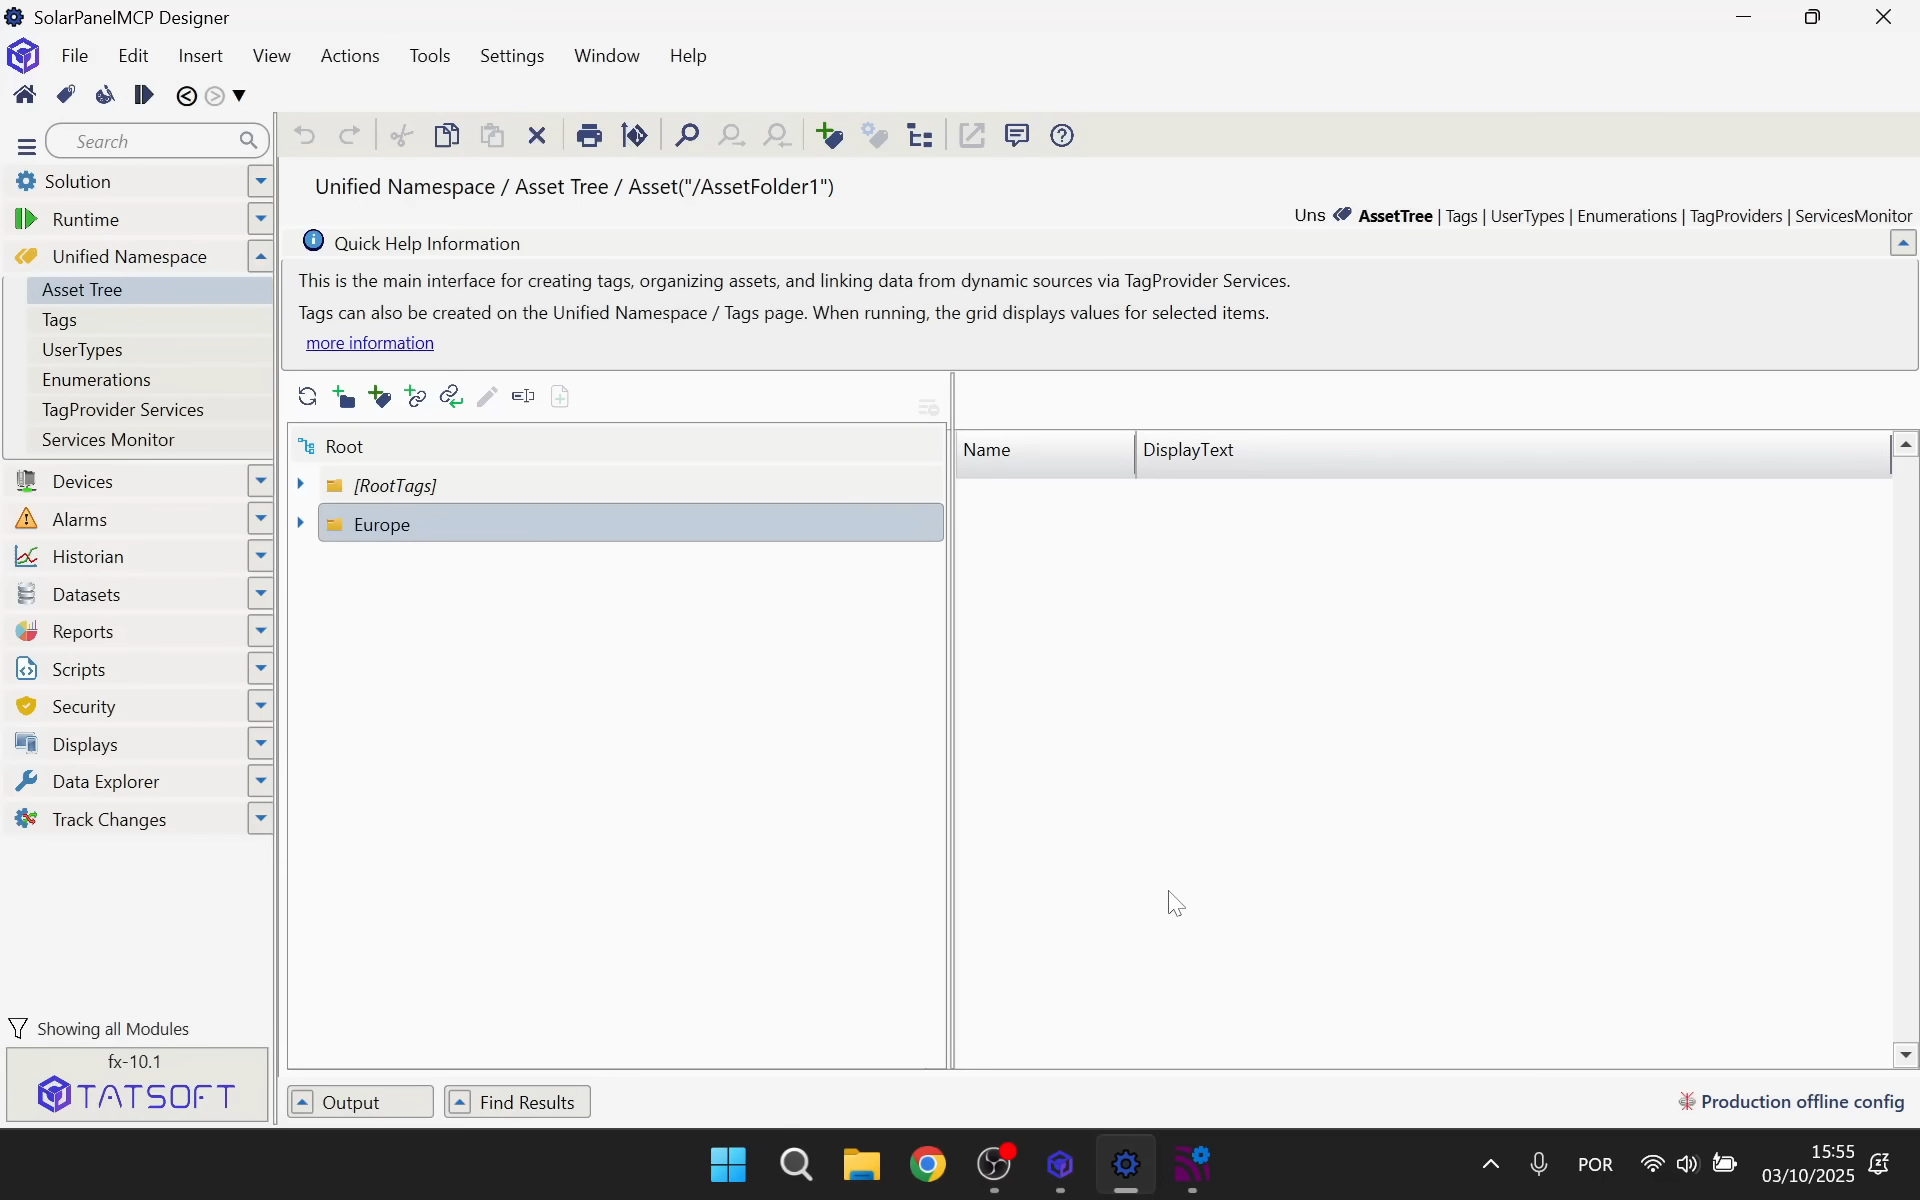 SolarPanelMCP Designer
File Edit Insert View Actions Tools Settings Window Help
Search
Solution
Runtime
Unified Namespace
Asset Tree
Tags
UserTypes
Enumerations
TagProvider Services
Services Monitor
Devices
Alarms
Historian
Datasets
Reports
Scripts
Security
Displays
Data Explorer
Track Changes
Showing all Modules
fx-10.1
TATSOFT
Unified Namespace / Asset Tree / Asset("/AssetFolder1")
Uns AssetTree | Tags | UserTypes | Enumerations | TagProviders | ServicesMonitor
Quick Help Information
This is the main interface for creating tags, organizing assets, and linking data from dynamic sources via TagProvider Services.
Tags can also be created on the Unified Namespace / Tags page. When running, the grid displays values for selected items.
more information
Root
[RootTags]
Europe
Name DisplayText
Output Find Results
Production offline config
POR
15:55
03/10/2025